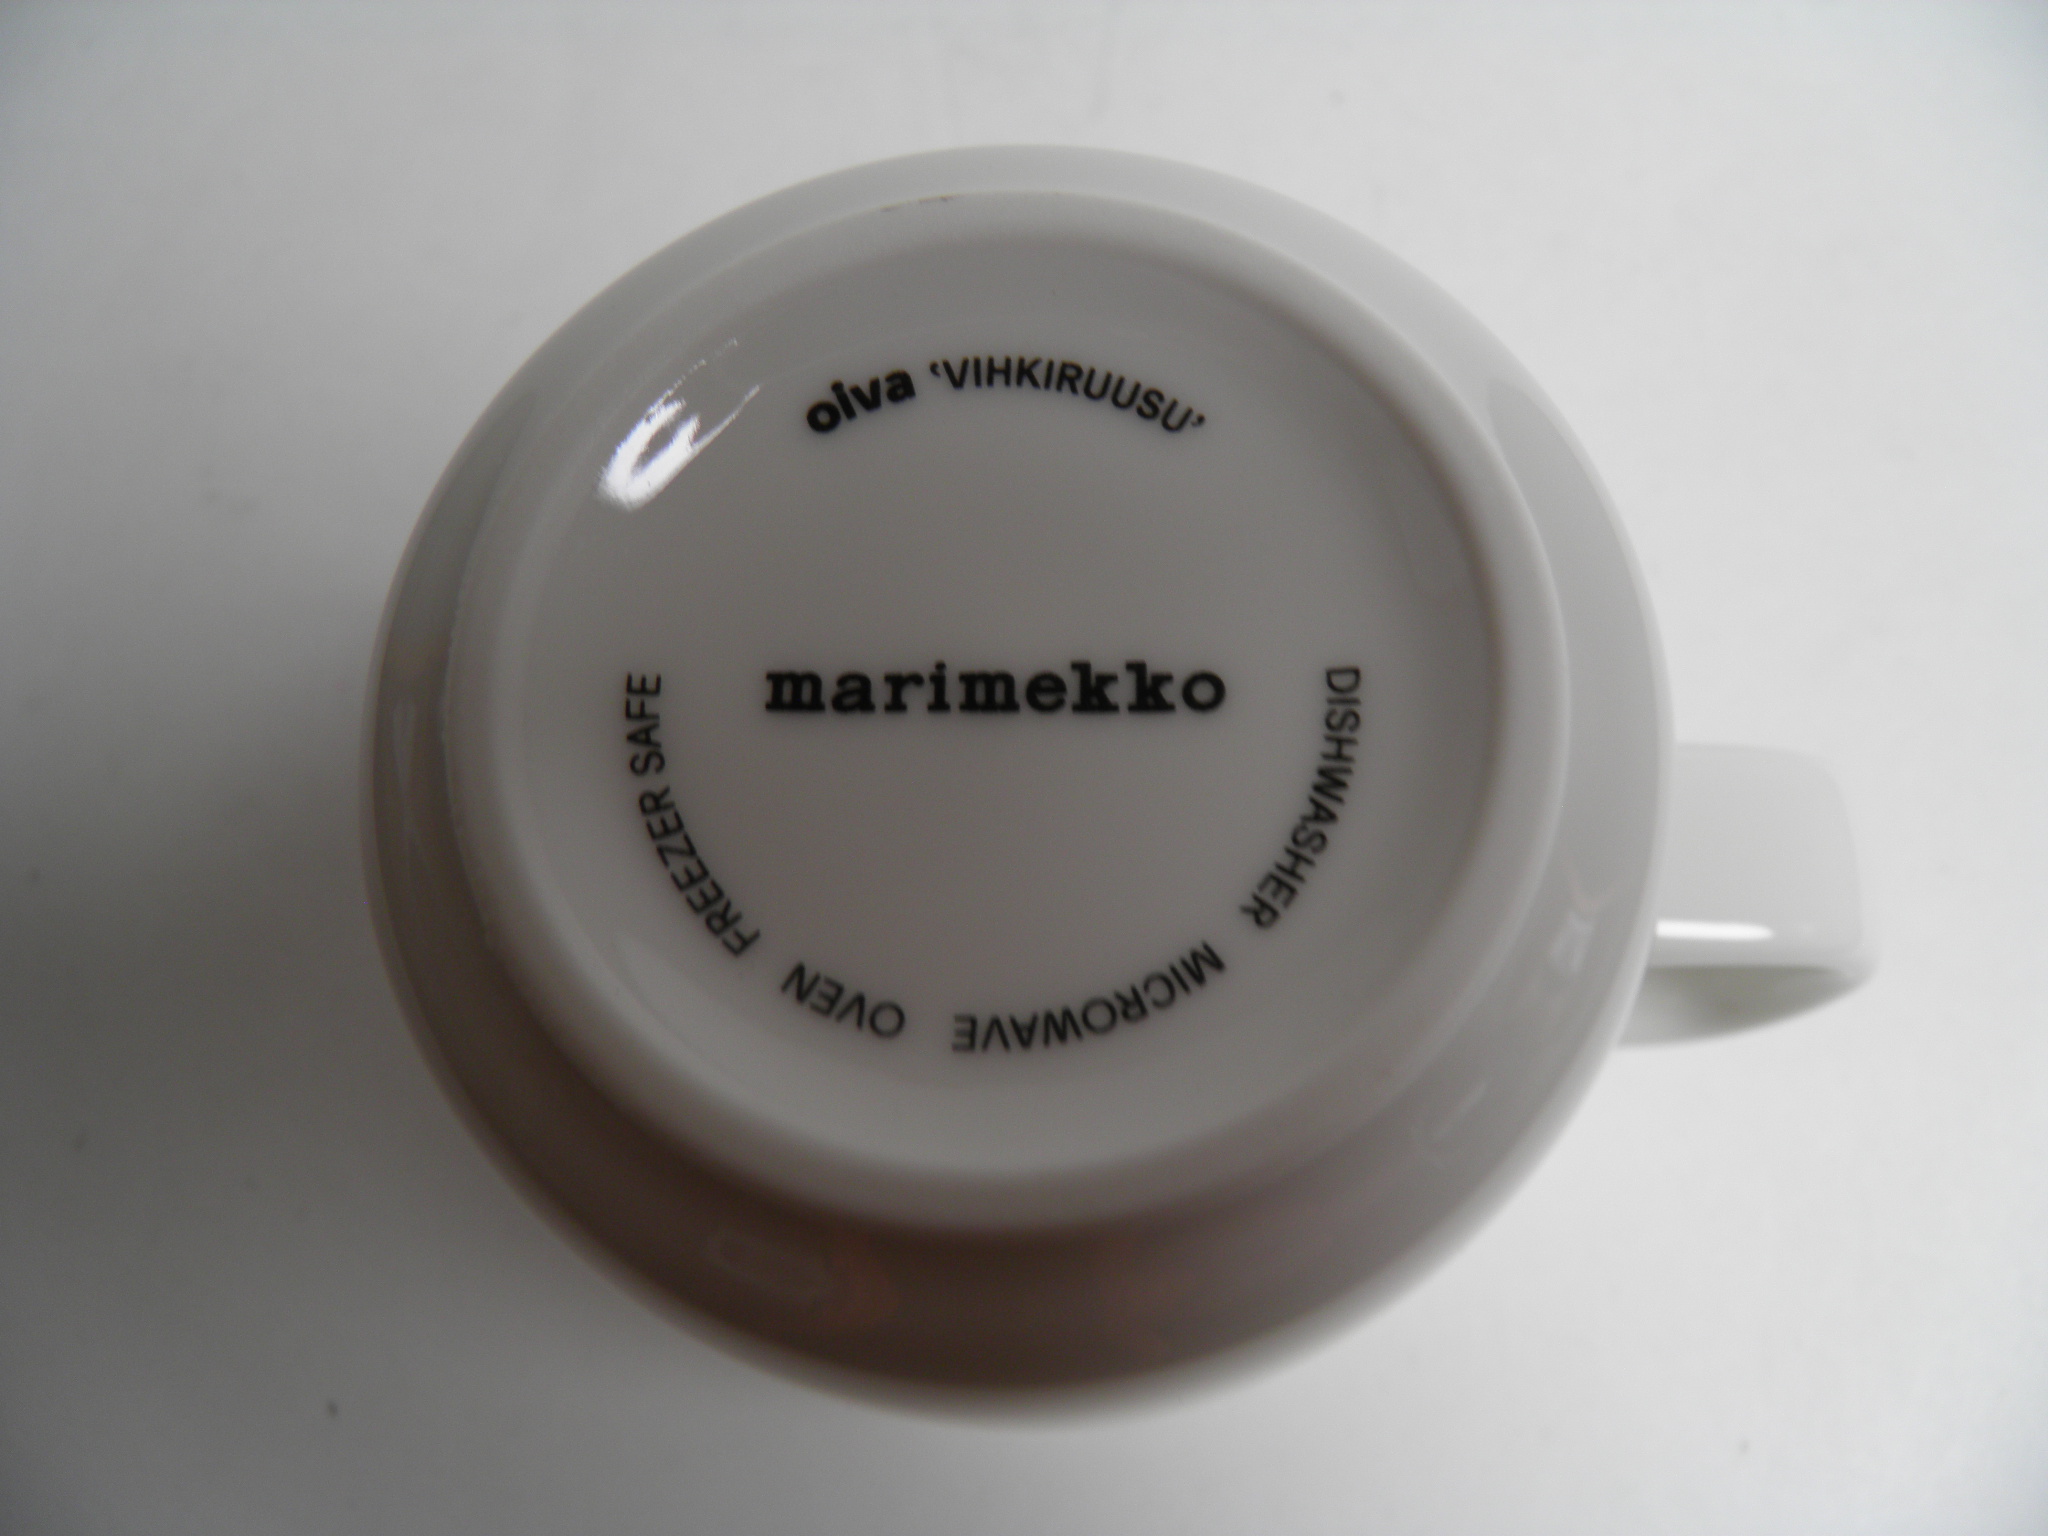 oiva ‘VIHKIRUUSU’
marimekko
DISHWASHER MICROWAVE OVEN FREEZER SAFE